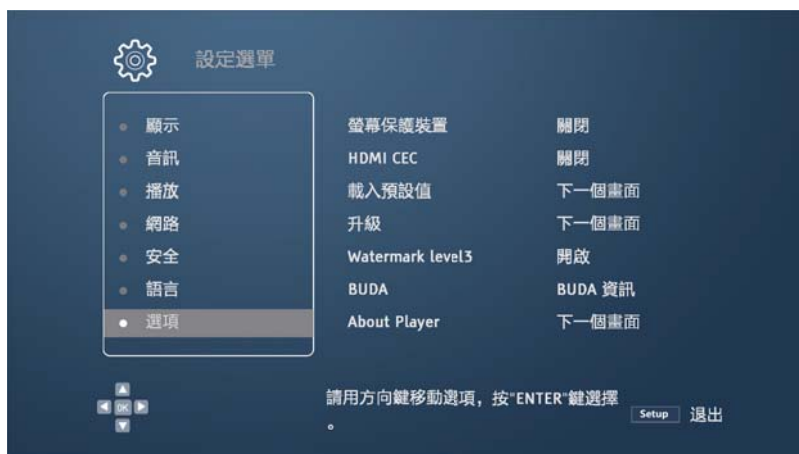 設定選單
顯示
音訊
播放
網路
安全
語言
選項
螢幕保護裝置 關閉
HDMI CEC 關閉
載入預設值 下一個畫面
升級 下一個畫面
Watermark level3 開啟
BUDA BUDA 資訊
About Player 下一個畫面
OK
請用方向鍵移動選項，按"ENTER"鍵選擇
。
Setup 退出